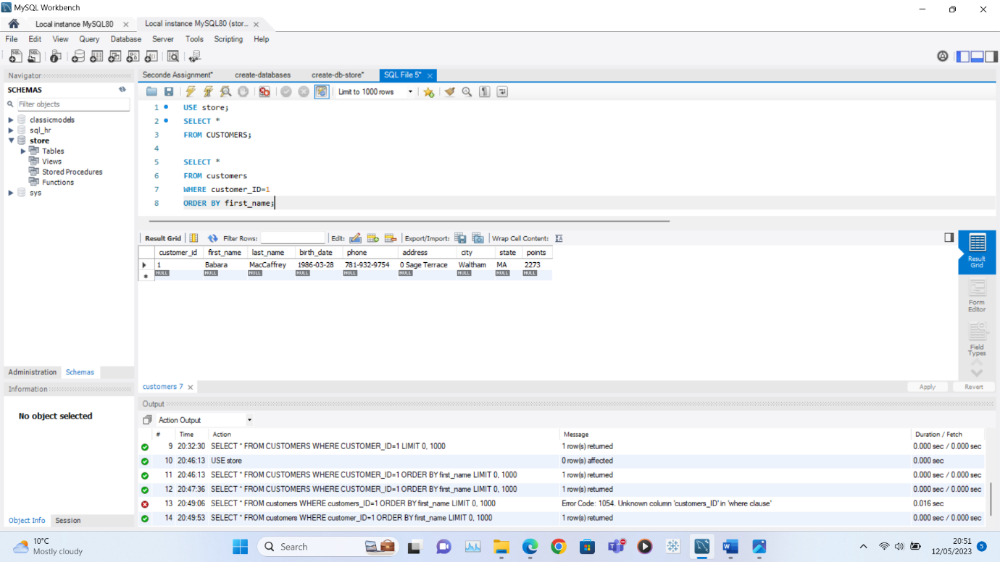 MySQL Workbench
Local instance MySQL80
Local instance MySQL80 (stor...
File Edit View Query Database Server Tools Scripting Help
Navigator
SCHEMAS
Filter objects
classicmodels
sql_hr
store
Tables
Views
Stored Procedures
Functions
sys
Administration Schemas
Information
No object selected
Object Info Session
Seconde Assignment* create-databases create-db-store* SQL File 5*
Limit to 1000 rows
1 USE store;
2 SELECT *
3 FROM CUSTOMERS;
4
5 SELECT *
6 FROM customers
7 WHERE customer_ID=1
8 ORDER BY first_name;
Result Grid Filter Rows: Edit: Export/Import: Wrap Cell Content:
customer_id first_name last_name birth_date phone address city state points
1 Babara MacCaffrey 1986-03-28 781-932-9754 0 Sage Terrace Waltham MA 2273
NULL NULL NULL NULL NULL NULL NULL NULL NULL
Result Grid
Form Editor
Field Types
customers 7 Apply Revert
Output
Action Output
# Time Action Message Duration / Fetch
9 20:32:30 SELECT * FROM CUSTOMERS WHERE CUSTOMER_ID=1 LIMIT 0, 1000 1 row(s) returned 0.000 sec / 0.000 sec
10 20:46:13 USE store 0 row(s) affected 0.000 sec
11 20:46:13 SELECT * FROM CUSTOMERS WHERE CUSTOMER_ID=1 ORDER BY first_name LIMIT 0, 1000 1 row(s) returned 0.000 sec / 0.000 sec
12 20:47:36 SELECT * FROM CUSTOMERS WHERE CUSTOMER_ID=1 ORDER BY first_name LIMIT 0, 1000 1 row(s) returned 0.000 sec / 0.000 sec
13 20:49:06 SELECT * FROM customers WHERE customers_ID=1 ORDER BY first_name LIMIT 0, 1000 Error Code: 1054. Unknown column 'customers_ID' in 'where clause' 0.016 sec
14 20:49:53 SELECT * FROM customers WHERE customer_ID=1 ORDER BY first_name LIMIT 0, 1000 1 row(s) returned 0.000 sec / 0.000 sec
10°C
Mostly cloudy
Search
20:51
12/05/2023
5